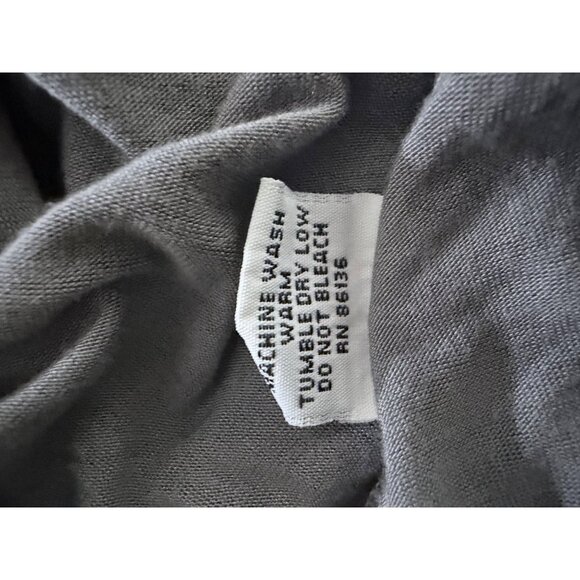 MACHINE WASH
WARM
TUMBLE DRY LOW
DO NOT BLEACH
RN 86136